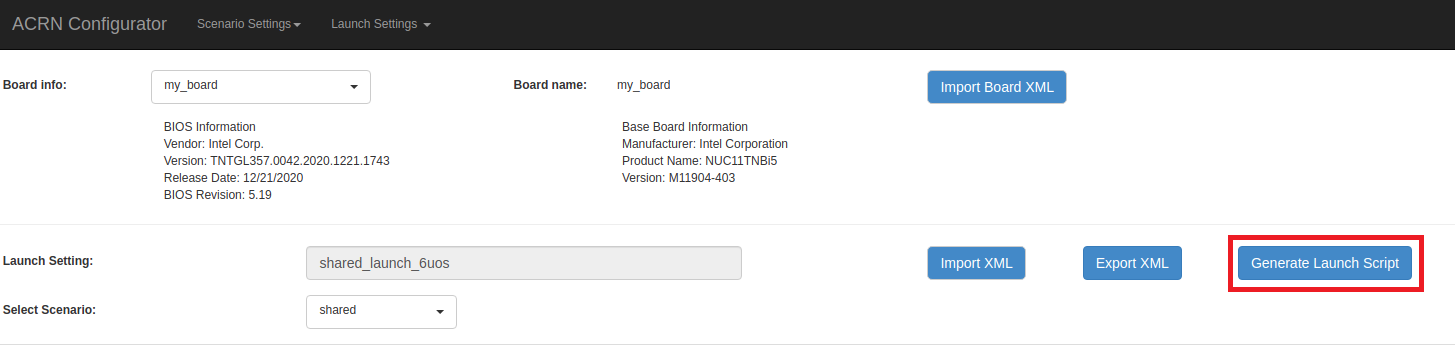 ACRN Configurator Scenario Settings Launch Settings
Board info: my_board Board name: my_board Import Board XML
BIOS Information Base Board Information
Vendor: Intel Corp. Manufacturer: Intel Corporation
Version: TNTGL357.0042.2020.1221.1743 Product Name: NUC11TNBi5
Release Date: 12/21/2020 Version: M11904-403
BIOS Revision: 5.19
Launch Setting: shared_launch_6uos Import XML Export XML Generate Launch Script
Select Scenario: shared